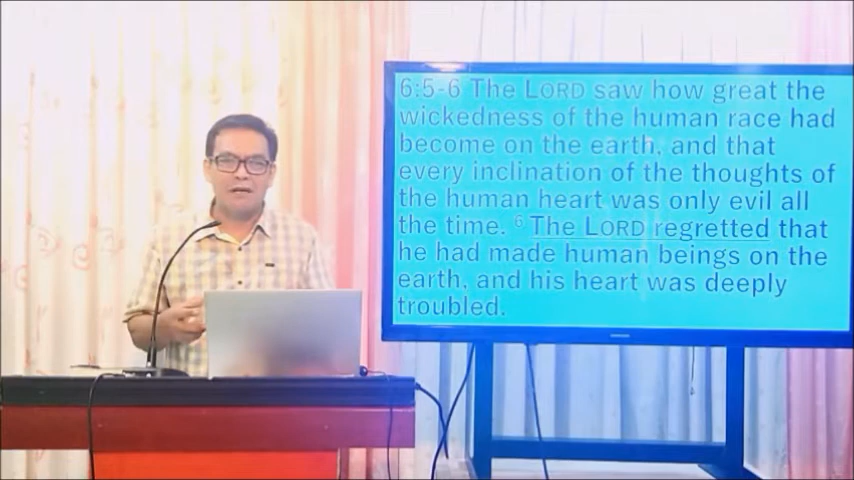 6:5-6 The LORD saw how great the
wickedness of the human race had
become on the earth, and that
every inclination of the thoughts of
the human heart was only evil all
the time. ⁶ The LORD regretted that
he had made human beings on the
earth, and his heart was deeply
troubled.